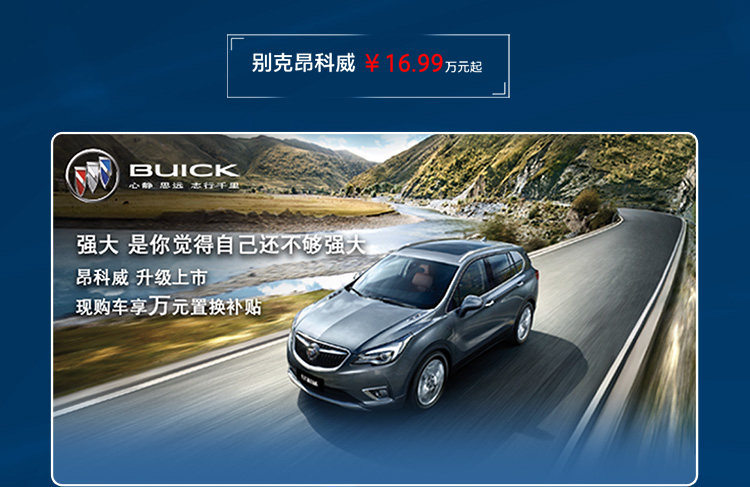 别克昂科威 ￥16.99万元起
BUICK
心静 思远 志行千里
强大 是你觉得自己还不够强大
昂科威 升级上市
现购车享万元置换补贴